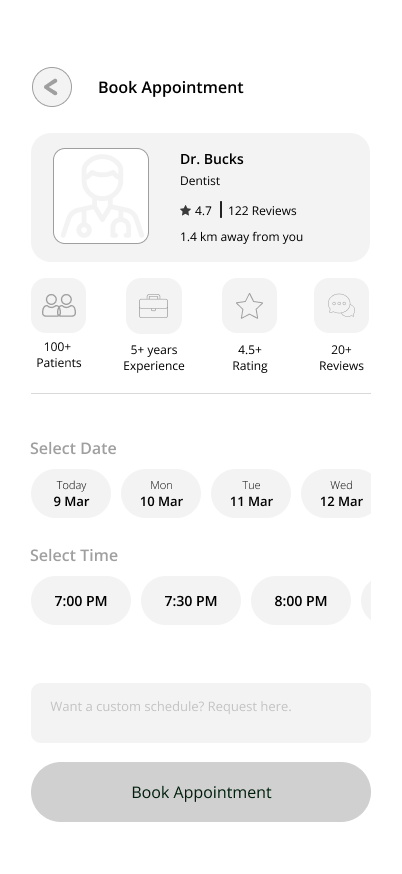 Book Appointment
Dr. Bucks
Dentist
4.7 | 122 Reviews
1.4 km away from you
100+
Patients
5+ years
Experience
4.5+
Rating
20+
Reviews
Select Date
Today
9 Mar
Mon
10 Mar
Tue
11 Mar
Wed
12 Mar
Select Time
7:00 PM
7:30 PM
8:00 PM
Want a custom schedule? Request here.
Book Appointment